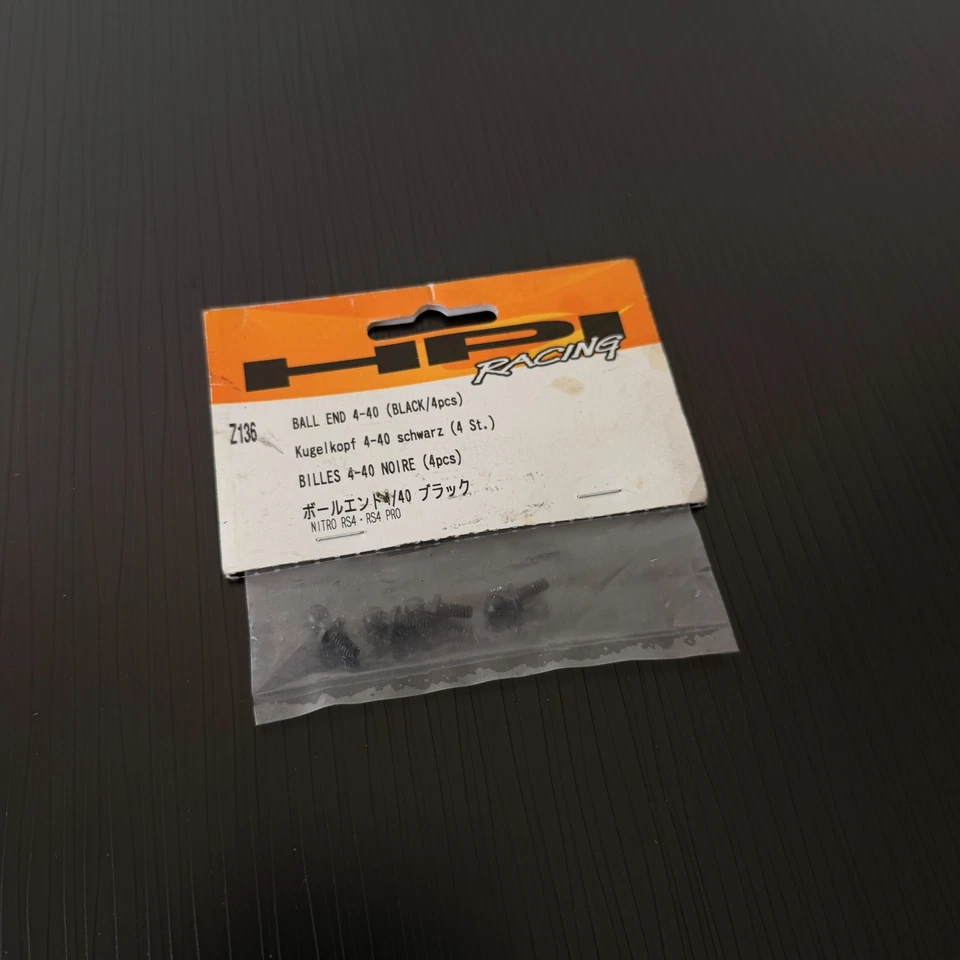 HPI
RACING
Z136
BALL END 4-40 (BLACK/4pcs)
Kugelkopf 4-40 schwarz (4 St.)
BILLES 4-40 NOIRE (4pcs)
ボールエンド4/40 ブラック
NITRO RS4・RS4 PRO